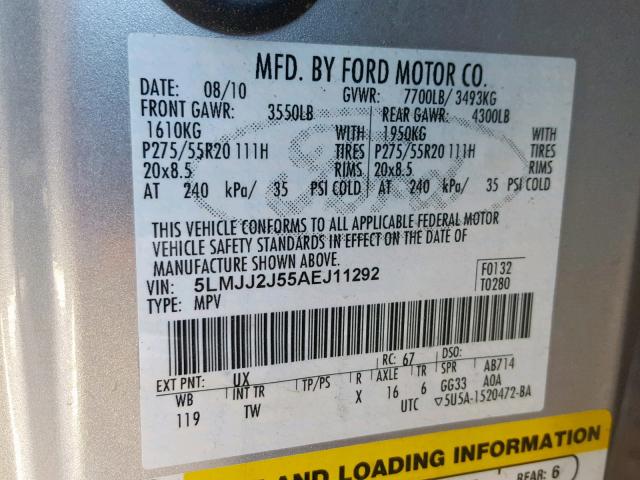 MFD. BY FORD MOTOR CO.
DATE: 08/10 GVWR: 7700LB/ 3493KG
FRONT GAWR: 3550LB REAR GAWR: 4300LB
1610KG WITH 1950KG WITH
P275/55R20 111H TIRES P275/55R20 111H TIRES
20x8.5 RIMS 20x8.5 RIMS
AT 240 kPa/ 35 PSI COLD AT 240 kPa/ 35 PSI COLD
THIS VEHICLE CONFORMS TO ALL APPLICABLE FEDERAL MOTOR
VEHICLE SAFETY STANDARDS IN EFFECT ON THE DATE OF
MANUFACTURE SHOWN ABOVE.
VIN: 5LMJJ2J55AEJ11292 F0132
TYPE: MPV T0280
EXT PNT: UX RC: 67 DSO:
WB INT TR TP/PS R AXLE TR SPR AB714
119 TW X 16 6 GG33 A0A
UTC ▽5U5A-1520472-BA
AND LOADING INFORMATION
REAR: 6